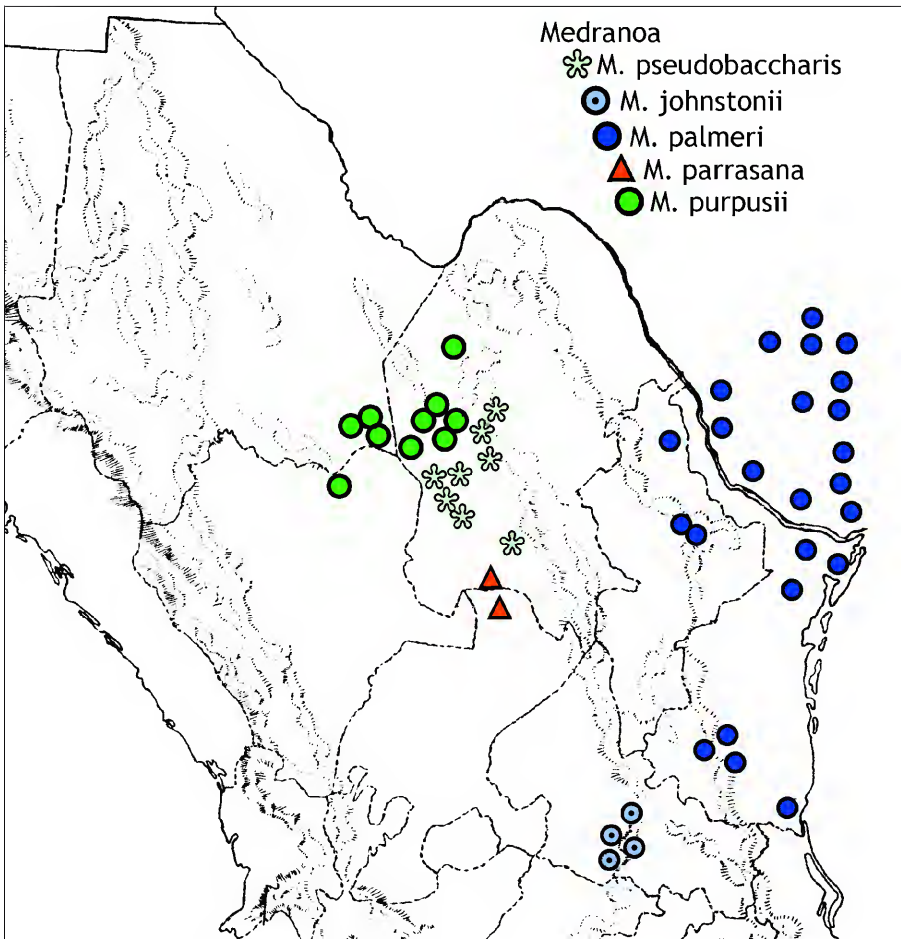 Medranoa
M. pseudobaccharis
M. johnstonii
M. palmeri
M. parrasana
M. purpusii